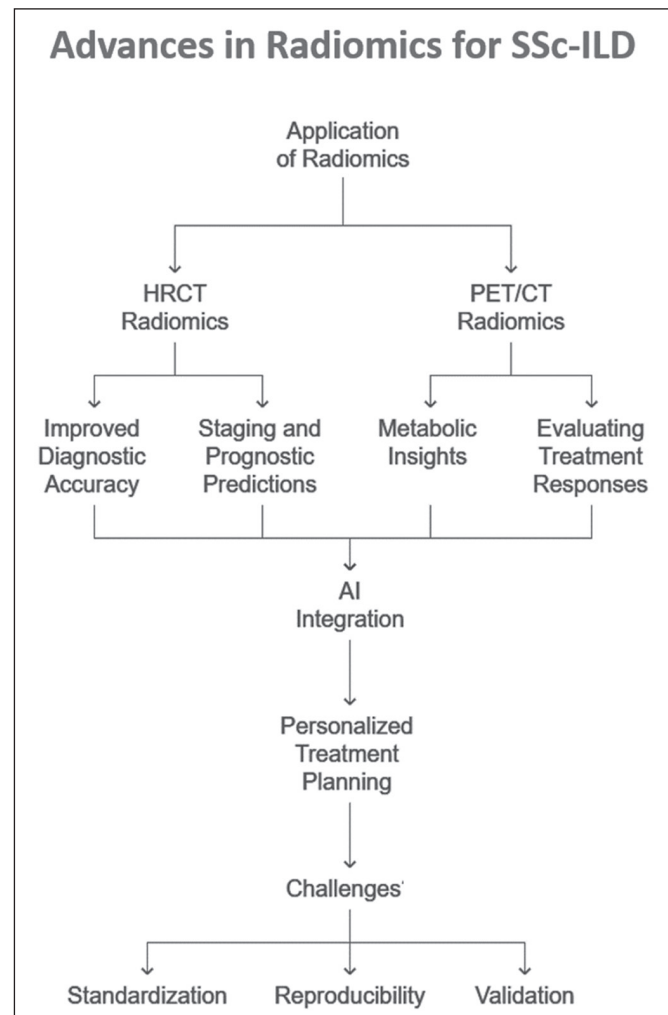 Advances in Radiomics for SSc-ILD
Application
of Radiomics
HRCT
Radiomics
PET/CT
Radiomics
Improved
Diagnostic
Accuracy
Staging and
Prognostic
Predictions
Metabolic
Insights
Evaluating
Treatment
Responses
AI
Integration
Personalized
Treatment
Planning
Challenges
Standardization
Reproducibility
Validation